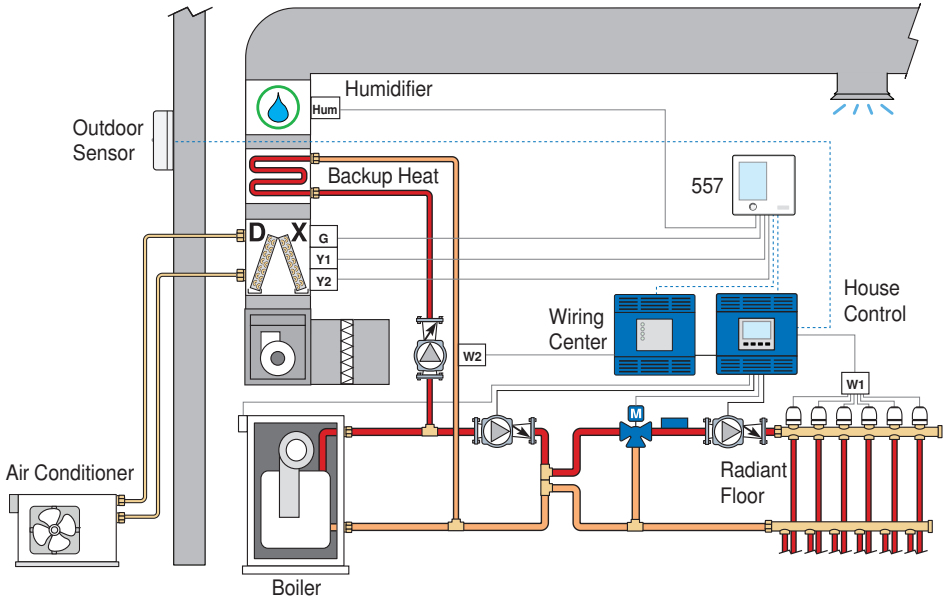 Humidifier
Hum
Outdoor
Sensor
Backup Heat
557
D X
G
Y1
Y2
House
Control
Wiring
Center
W2
W1
M
Air Conditioner
Radiant
Floor
Boiler